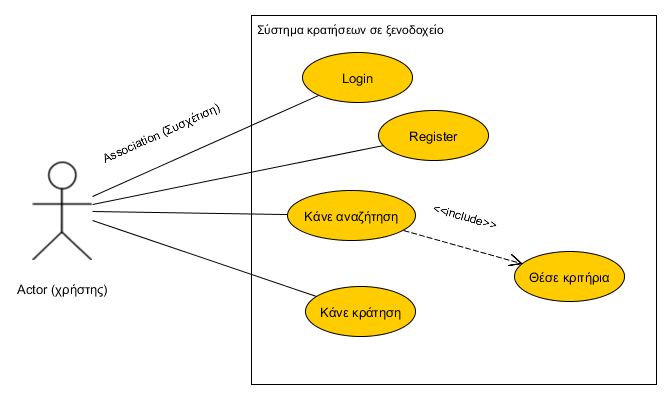 Σύστημα κρατήσεων σε ξενοδοχείο
Login
Association (Συσχέτιση)
Register
Κάνε αναζήτηση
<<include>>
Θέσε κριτήρια
Actor (χρήστης)
Κάνε κράτηση